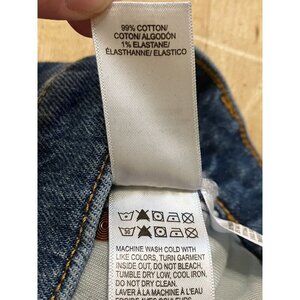 99% COTTON/
COTON/ALGODÓN
1% ELASTANE/
ÉLASTHANNE/ ELASTICO
MACHINE WASH COLD WITH
LIKE COLORS, TURN GARMENT
INSIDE OUT, DO NOT BLEACH,
TUMBLE DRY LOW, COOL IRON,
DO NOT DRY CLEAN.
LAVER À LA MACHINE À L'EAU